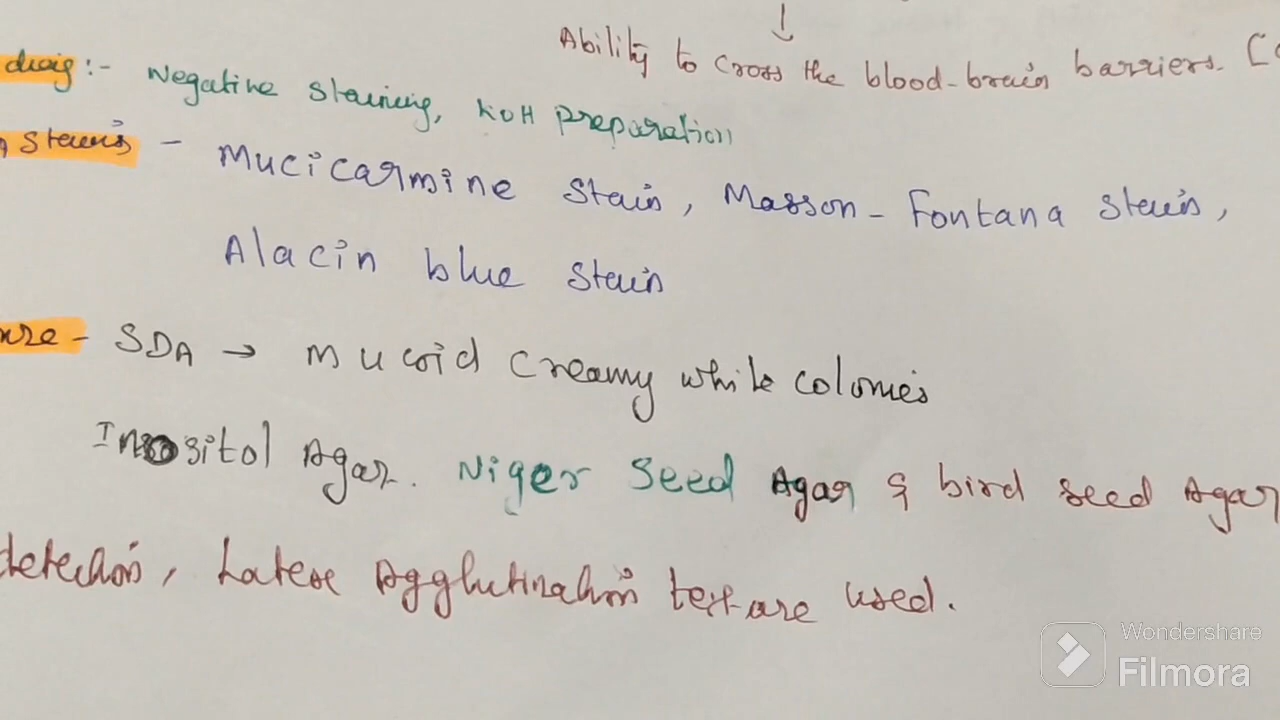 Ability to cross the blood-brain barriers. [C
diag :- Negative staining, KOH preparation
stains - Mucicarmine stain, Masson - Fontana stain,
Alacin blue stain
ure - SDA → mucoid creamy white colonies
Inositol Agar. Niger seed Agar & bird seed Agar
detection, Latex Agglutination test are used.
Wondershare
Filmora